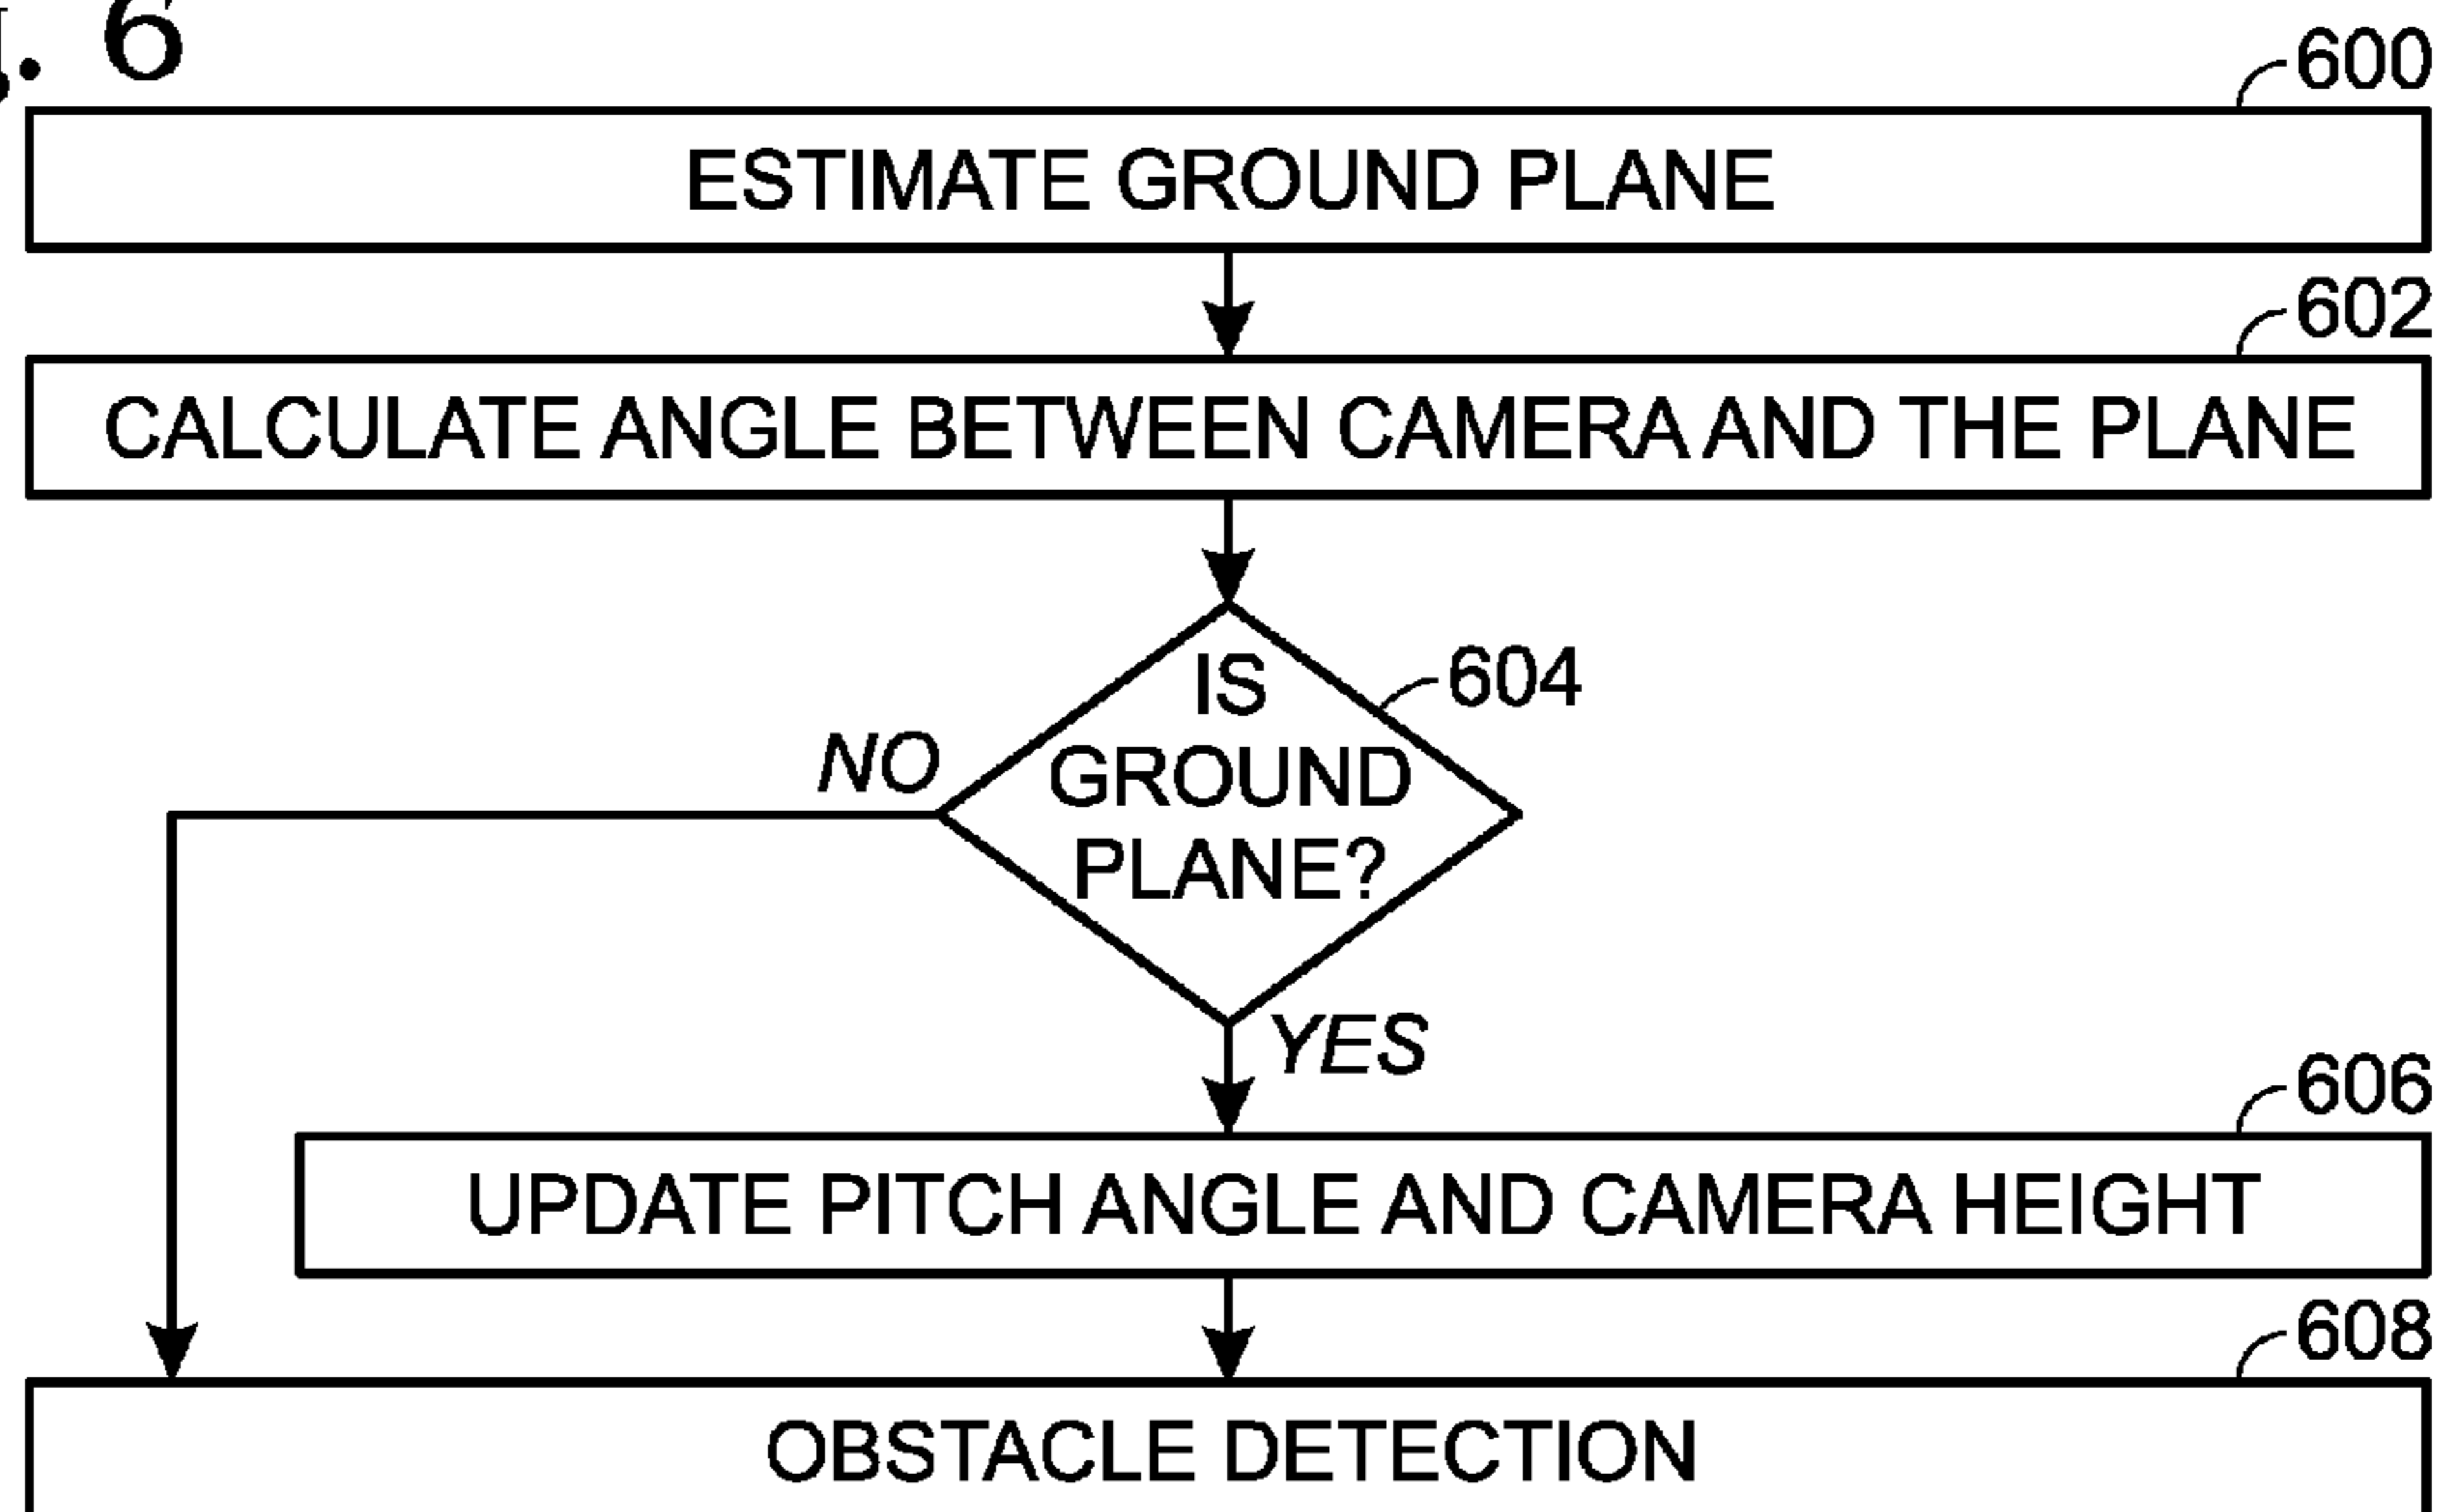 . 6
600
ESTIMATE GROUND PLANE
602
CALCULATE ANGLE BETWEEN CAMERA AND THE PLANE
604
IS
GROUND
PLANE?
NO
YES
606
UPDATE PITCH ANGLE AND CAMERA HEIGHT
608
OBSTACLE DETECTION